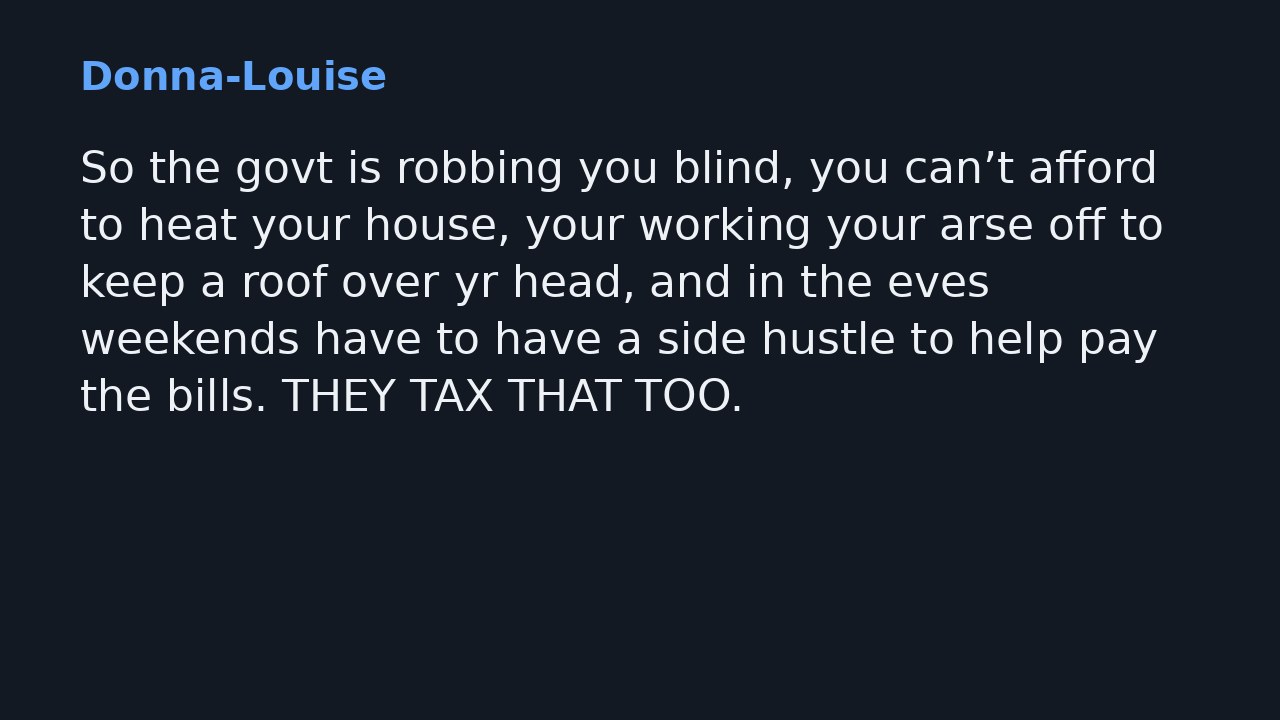 Donna-Louise
So the govt is robbing you blind, you can’t afford
to heat your house, your working your arse off to
keep a roof over yr head, and in the eves
weekends have to have a side hustle to help pay
the bills. THEY TAX THAT TOO.